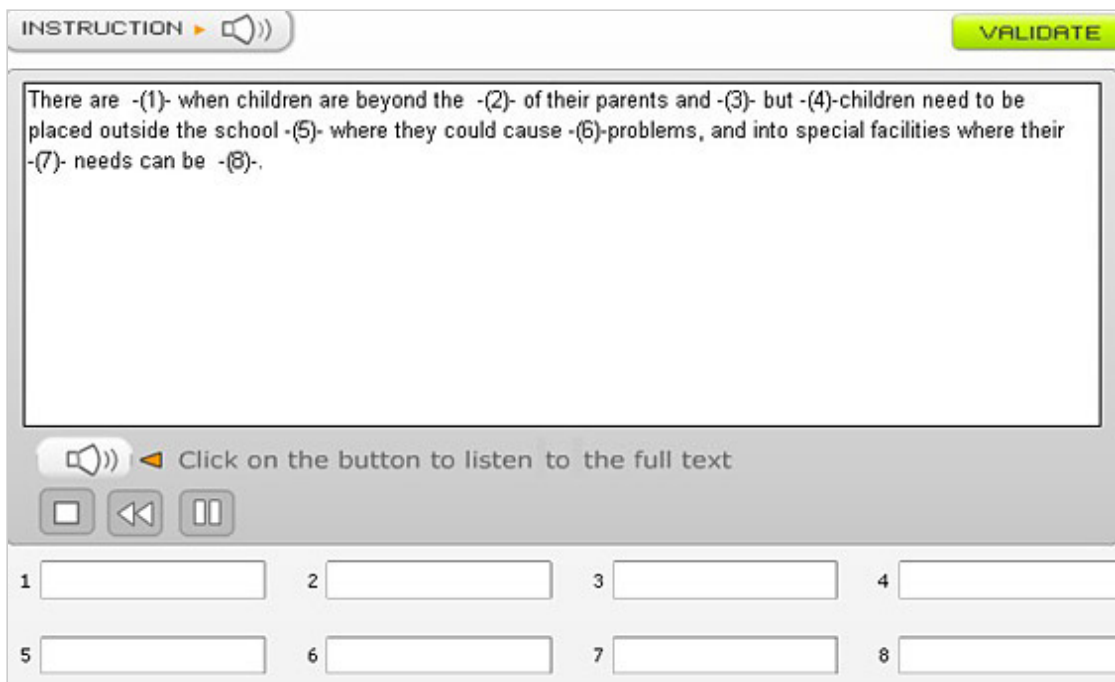 INSTRUCTION
VALIDATE
There are -(1)- when children are beyond the -(2)- of their parents and -(3)- but -(4)-children need to be
placed outside the school -(5)- where they could cause -(6)-problems, and into special facilities where their
-(7)- needs can be -(8)-.
Click on the button to listen to the full text
1 2 3 4
5 6 7 8